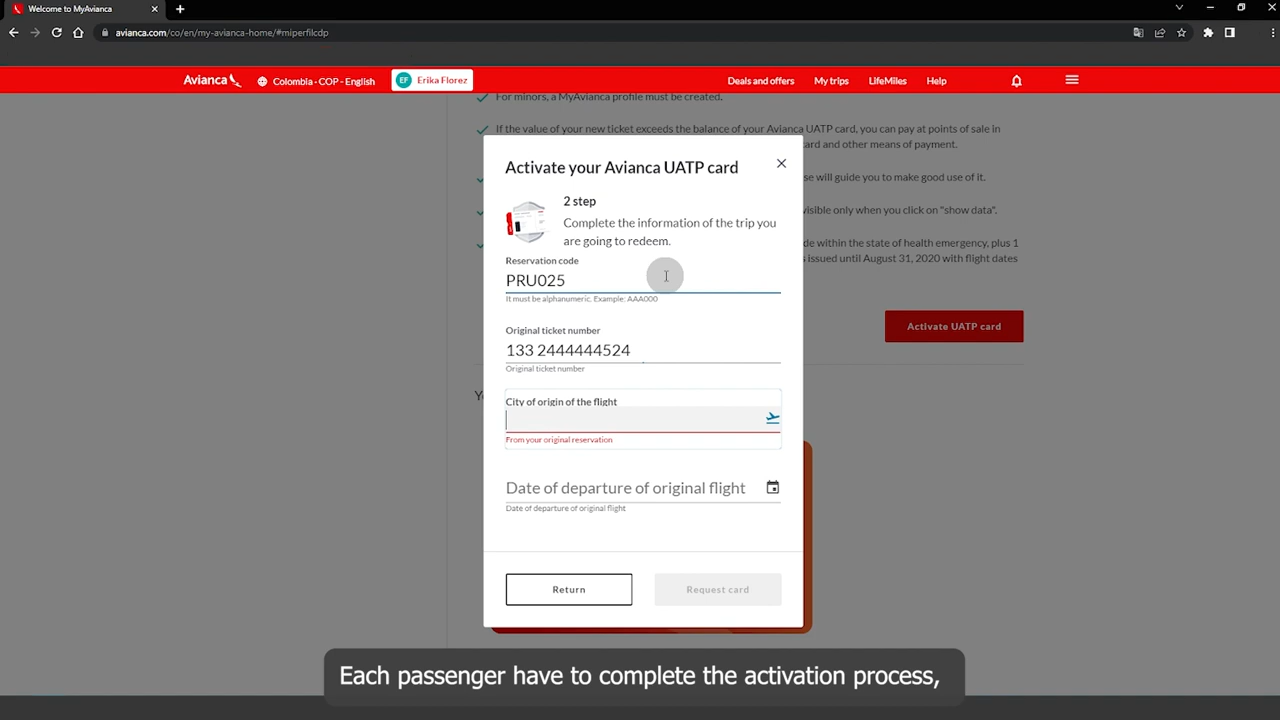 Welcome to MyAvianca
avianca.com/co/en/my-avianca-home/#miperfilcdp
Avianca
Colombia - COP - English
EF
Erika Florez
Deals and offers
My trips
LifeMiles
Help
For minors, a MyAvianca profile must be created.
If the value of your new ticket exceeds the balance of your Avianca UATP card, you can pay at points of sale in
card and other means of payment.
se will guide you to make good use of it.
visible only when you click on "show data".
de within the state of health emergency, plus 1
s issued until August 31, 2020 with flight dates
Activate UATP card
Activate your Avianca UATP card
2 step
Complete the information of the trip you
are going to redeem.
Reservation code
PRU025
It must be alphanumeric. Example: AAA000
Original ticket number
133 2444444524
Original ticket number
City of origin of the flight
From your original reservation
Date of departure of original flight
Date of departure of original flight
Return
Request card
Each passenger have to complete the activation process,